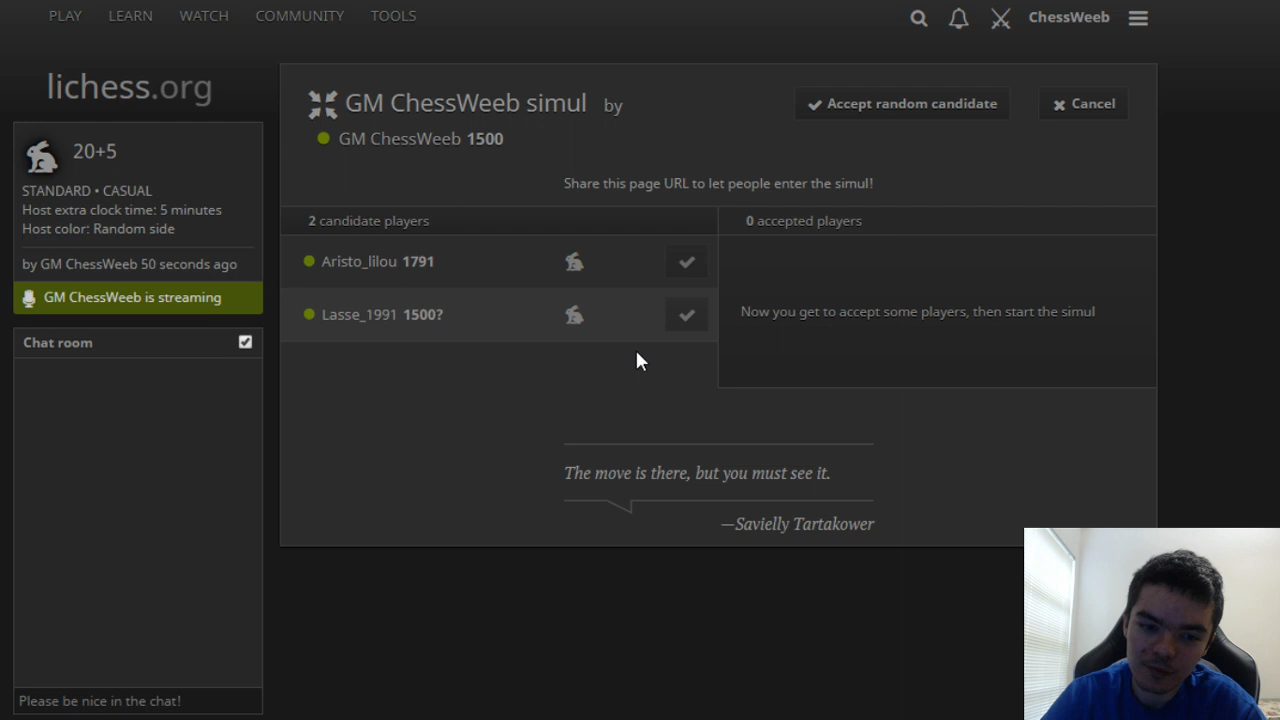 PLAY LEARN WATCH COMMUNITY TOOLS
ChessWeeb
lichess.org
20+5
STANDARD • CASUAL
Host extra clock time: 5 minutes
Host color: Random side
by GM ChessWeeb 50 seconds ago
GM ChessWeeb is streaming
Chat room
Please be nice in the chat!
GM ChessWeeb simul by
GM ChessWeeb 1500
Accept random candidate
Cancel
Share this page URL to let people enter the simul!
2 candidate players
0 accepted players
Aristo_lilou 1791
Lasse_1991 1500?
Now you get to accept some players, then start the simul
The move is there, but you must see it.
—Savielly Tartakower